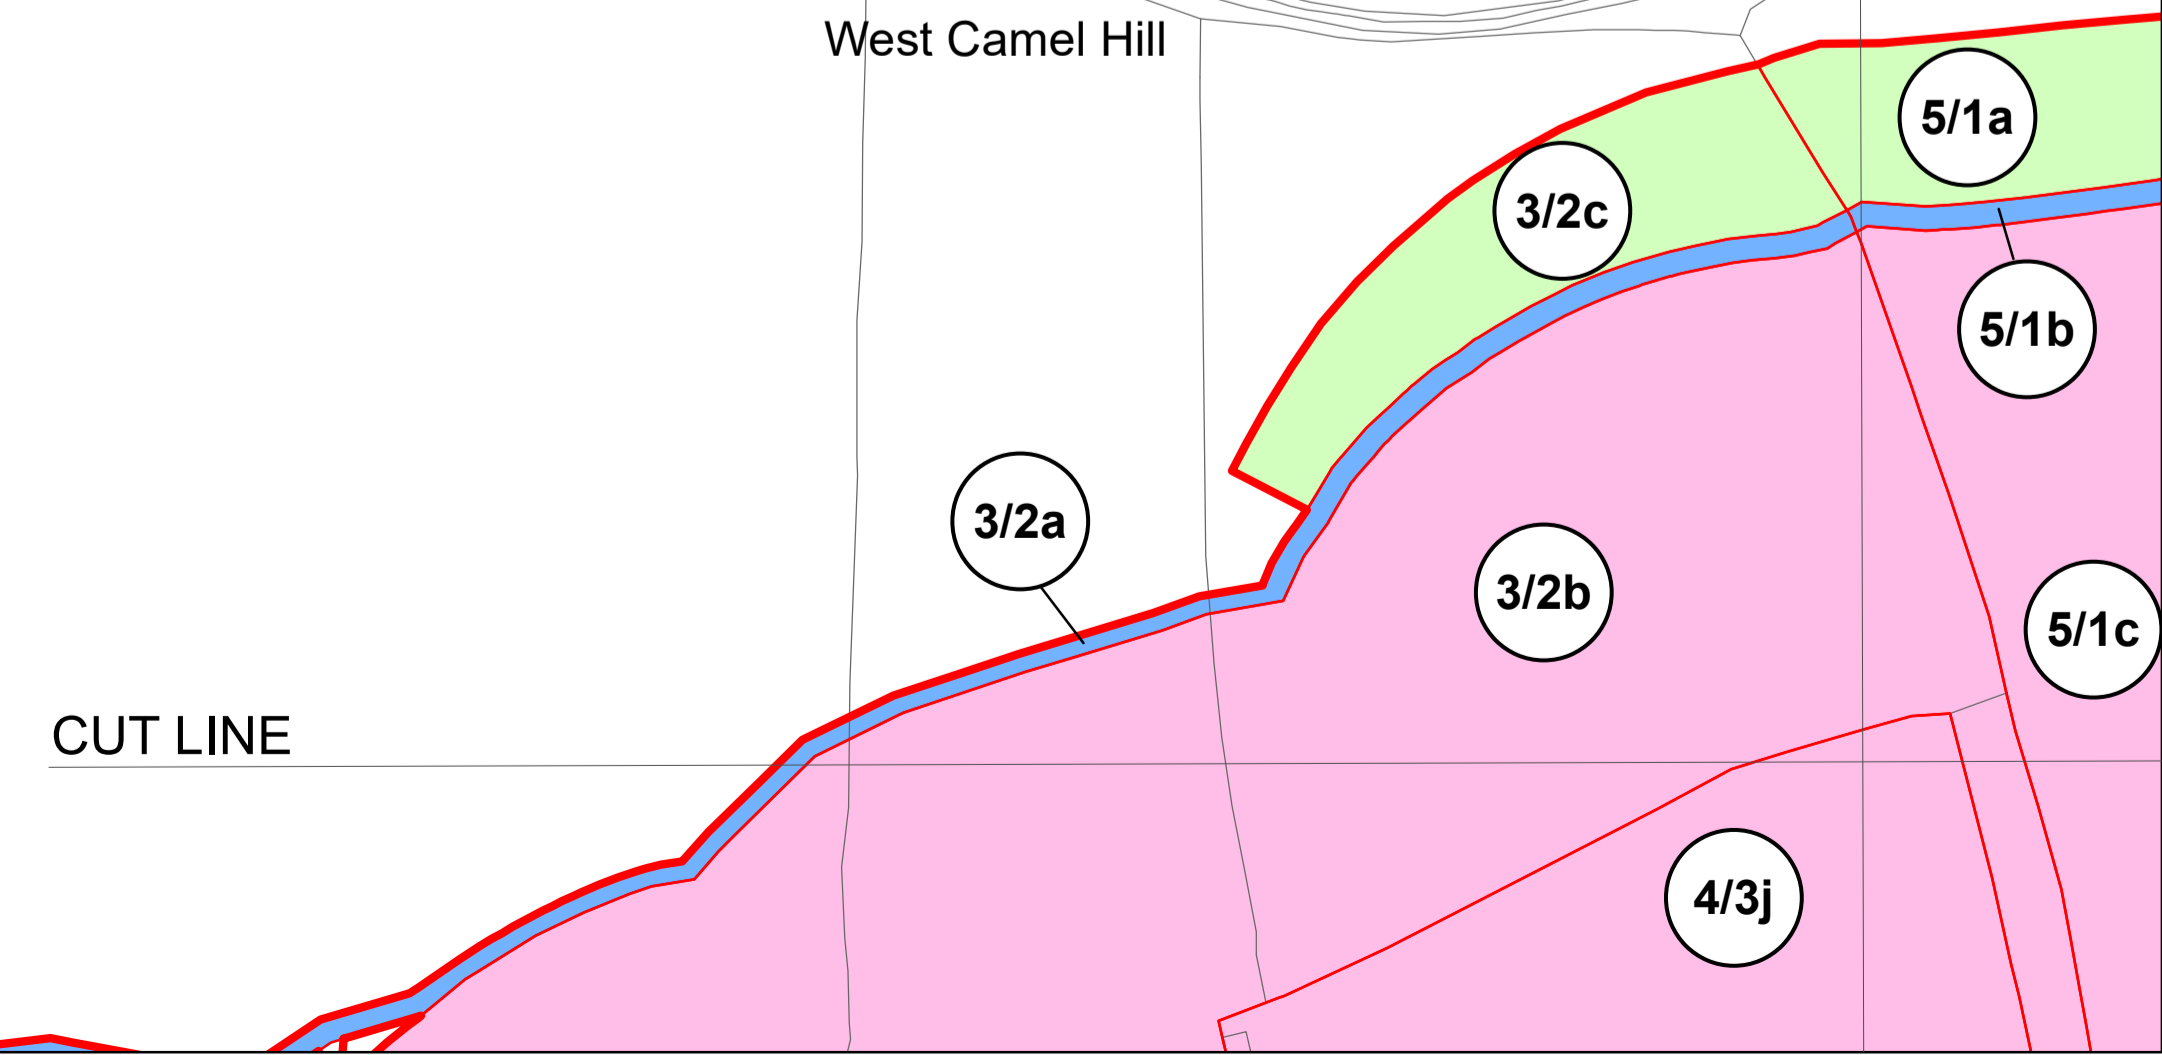 West Camel Hill
5/1a
3/2c
5/1b
3/2a
3/2b
5/1c
CUT LINE
4/3j